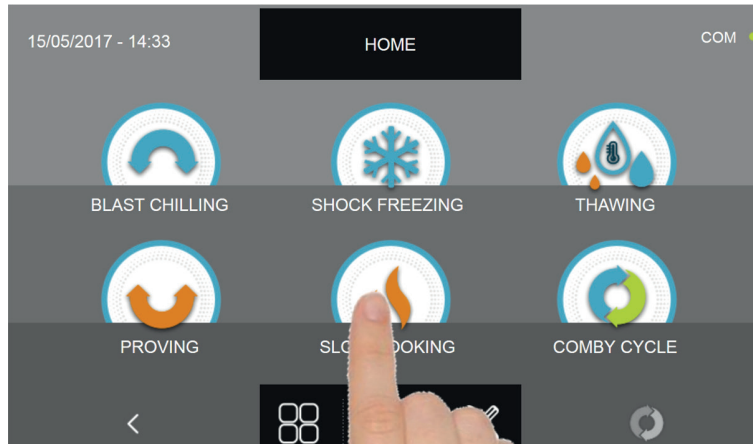 15/05/2017 - 14:33
HOME
COM
BLAST CHILLING
SHOCK FREEZING
THAWING
PROVING
COMBY CYCLE